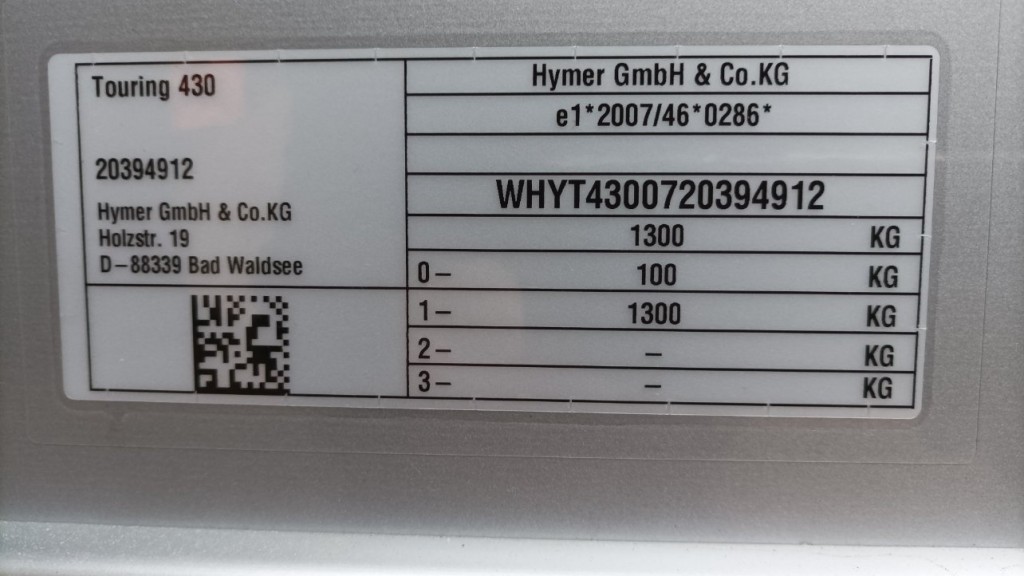 Touring 430
20394912
Hymer GmbH & Co.KG
Holzstr. 19
D-88339 Bad Waldsee
Hymer GmbH & Co.KG
e1*2007/46*0286*
WHYT4300720394912
1300 KG
0- 100 KG
1- 1300 KG
2- - KG
3- - KG